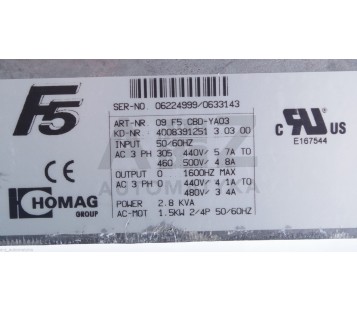 F5
SER-NO. 06224999/0633143
ART-NR. 09.F5.CBD-YA03
KD-NR. 4008391251 3.03.00
INPUT 50/60HZ
AC 3 PH 305 440V/ 5.7A TO
460 500V/ 4.8A
OUTPUT 0 1600HZ MAX
AC 3 PH 0 440V/ 4.1A TO
480V/ 3.4A
POWER 2.8 KVA
AC-MOT 1.5KW 2/4P 50/60HZ
C RU US
E167544
CE
HOMAG
GROUP